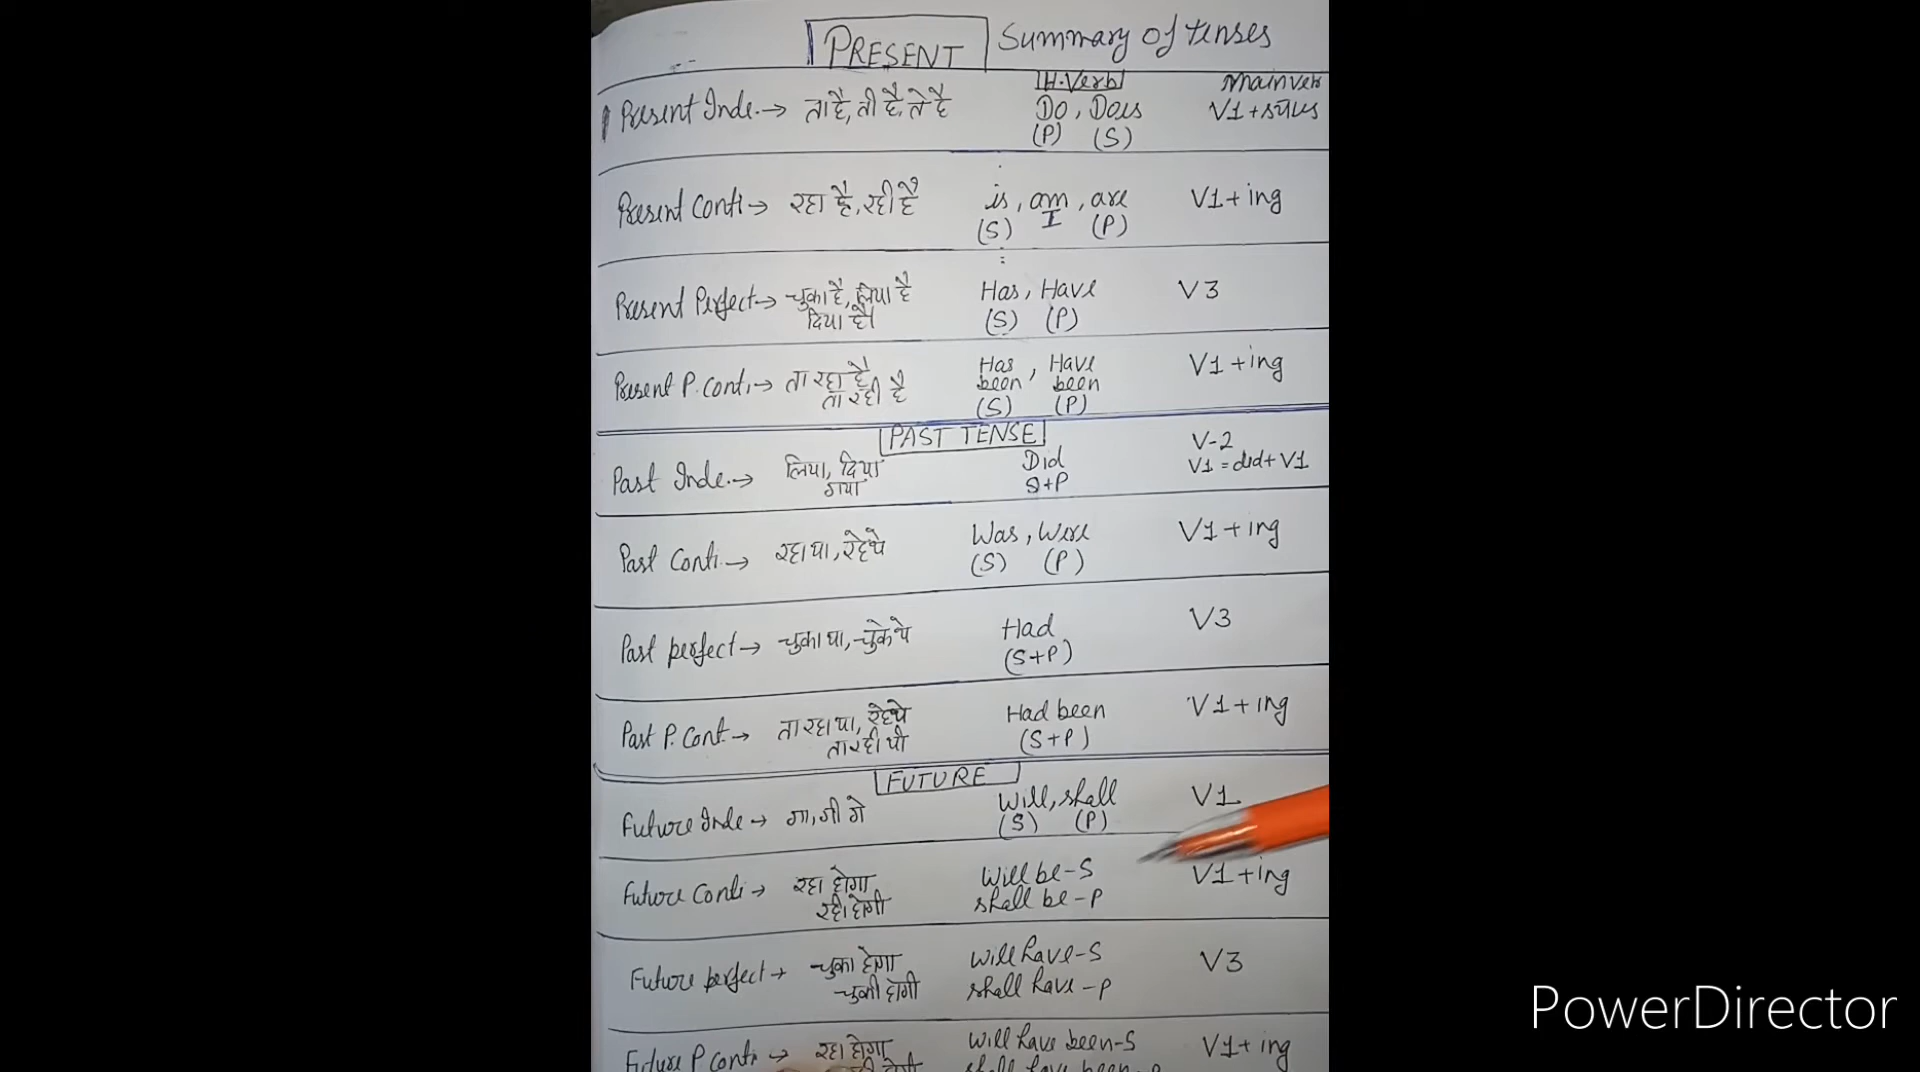 PRESENT Summary of tenses
H.Verb Mainverb
Present Inde. → ता है, ती है, ते है Do, Does V1+s या es
(P) (S)
Present Conti → रहा है, रही है is, am, are V1+ing
(S) I (P)
Present Perfect → चुका है, लिया है Has, Have V3
दिया है। (S) (P)
Present P. Conti → ता रहा है Has been, Have been V1+ing
ता रही है (S) (P)
PAST TENSE
Past Inde. → लिया, दिया Did V-2
गया S+P V1=did+V1
Past Conti → रहा था, रहे थे Was, Were V1+ing
(S) (P)
Past perfect → चुका था, चुके थे Had V3
(S+P)
Past P. Cont. → ता रहा था, रहे थे Had been V1+ing
ता रही थी (S+P)
FUTURE
Future Inde → गा, गी गे Will, shall V1
(S) (P)
Future Conti → रहा होगा Will be-S V1+ing
रही होगी shall be-P
Future perfect → चुका होगा Will have-S V3
चुकी होगी shall have-P
Future P Conti → रहा होगा Will have been-S V1+ing
shall have been-P
PowerDirector